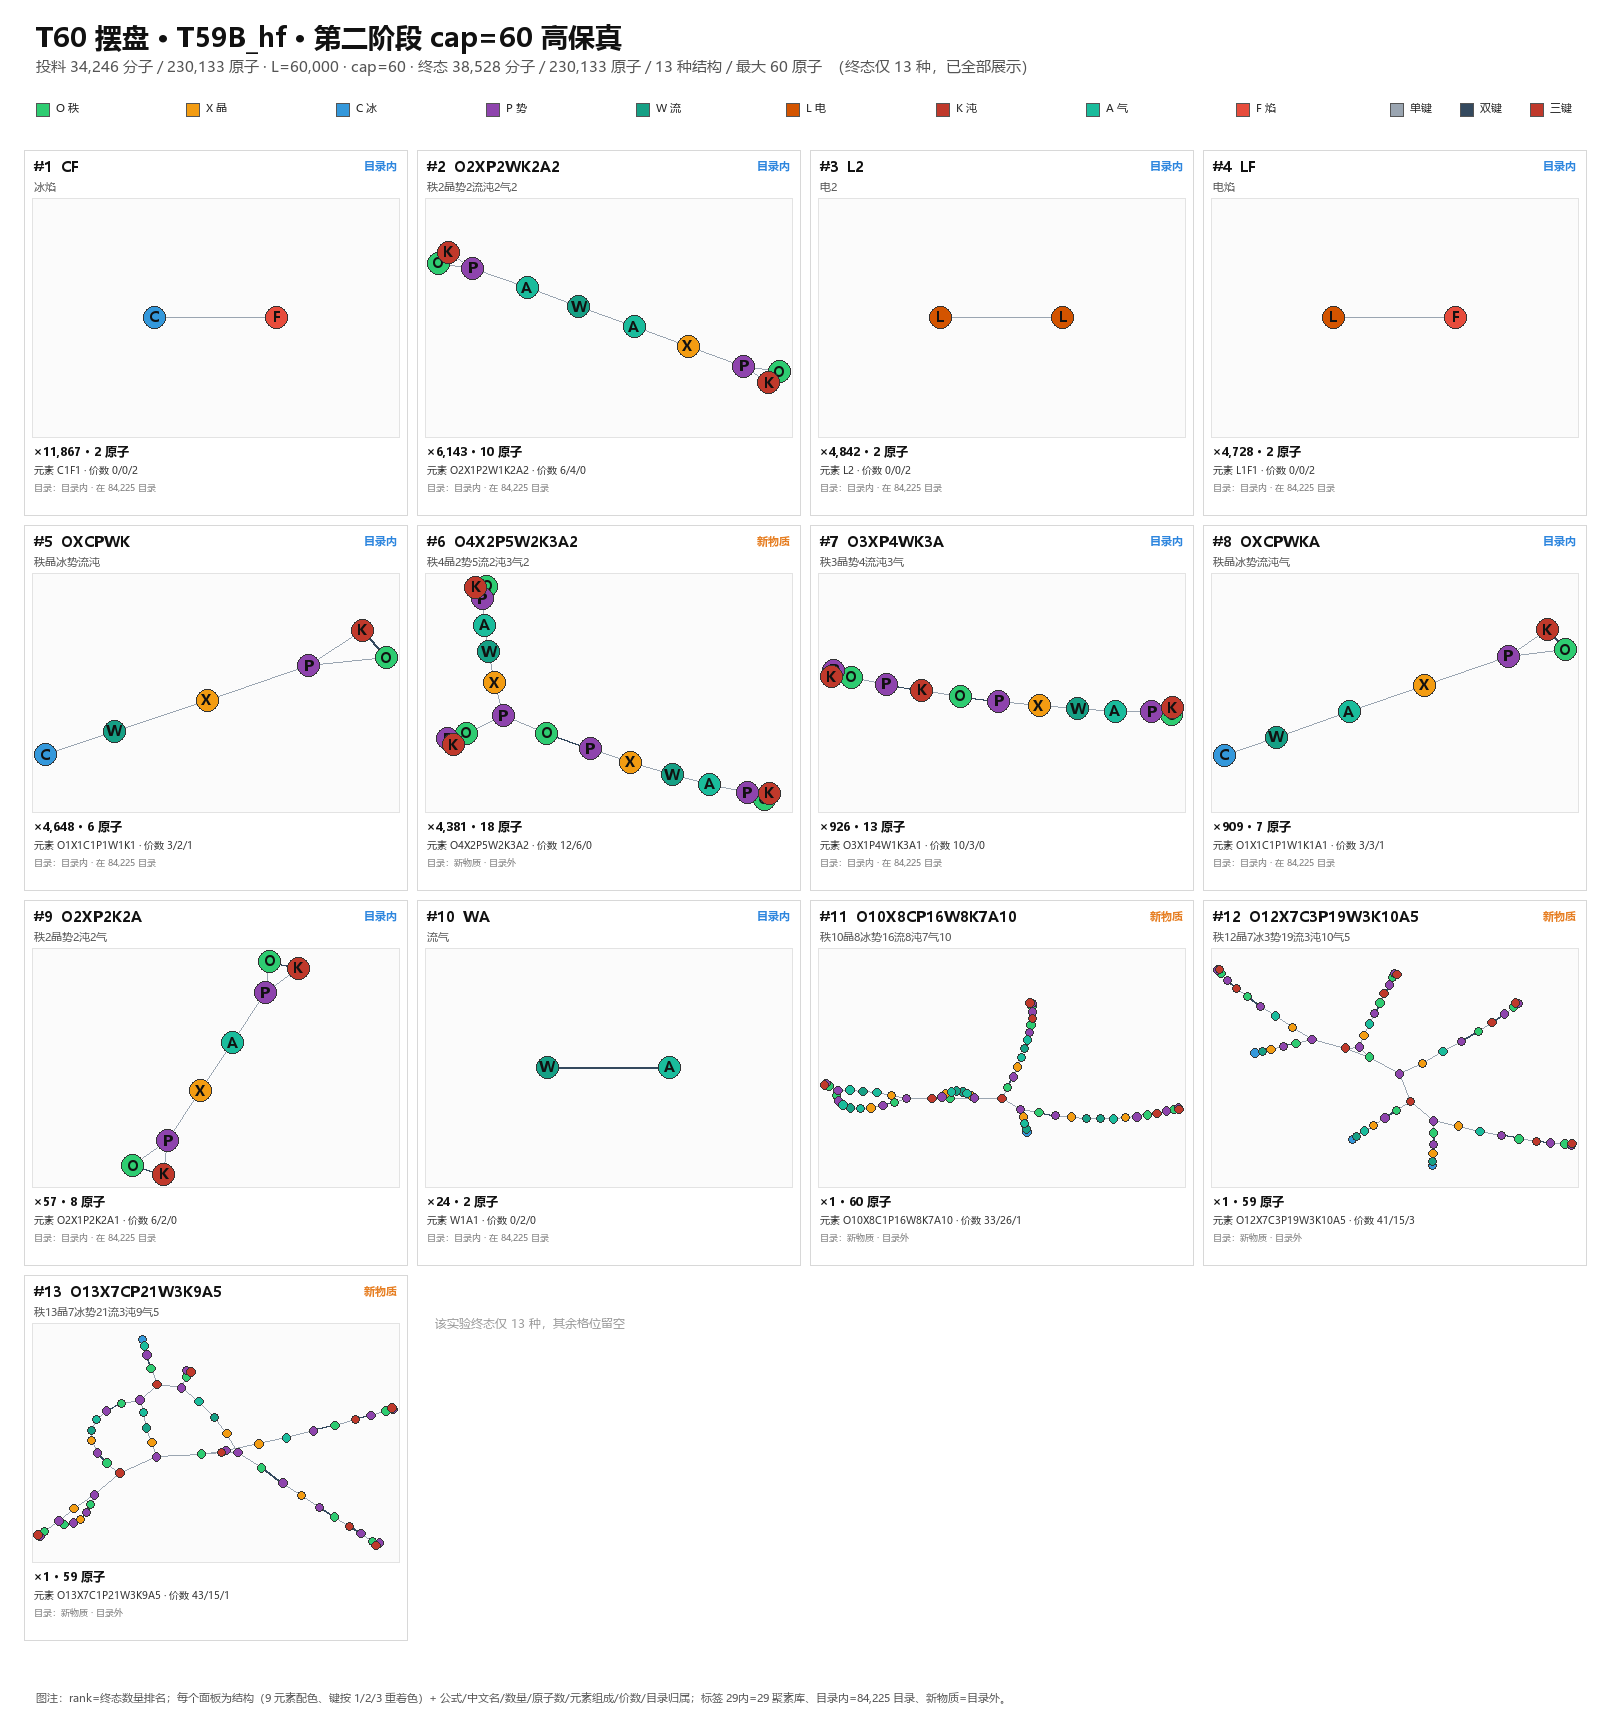 T60 摆盘 • T59B_hf • 第二阶段 cap=60 高保真
投料 34,246 分子 / 230,133 原子 · L=60,000 · cap=60 · 终态 38,528 分子 / 230,133 原子 / 13 种结构 / 最大 60 原子 （终态仅 13 种，已全部展示）
O 秩 X 晶 C 冰 P 势 W 流 L 电 K 沌 A 气 F 焰 单键 双键 三键
#1 CF 目录内
冰焰
C F
×11,867 • 2 原子
元素 C1F1 · 价数 0/0/2
目录：目录内 · 在 84,225 目录
#2 O2XP2WK2A2 目录内
秩2晶势2流沌2气2
K O P A W A X P O K
×6,143 • 10 原子
元素 O2X1P2W1K2A2 · 价数 6/4/0
目录：目录内 · 在 84,225 目录
#3 L2 目录内
电2
L L
×4,842 • 2 原子
元素 L2 · 价数 0/0/2
目录：目录内 · 在 84,225 目录
#4 LF 目录内
电焰
L F
×4,728 • 2 原子
元素 L1F1 · 价数 0/0/2
目录：目录内 · 在 84,225 目录
#5 OXCPWK 目录内
秩晶冰势流沌
K O P X W C
×4,648 • 6 原子
元素 O1X1C1P1W1K1 · 价数 3/2/1
目录：目录内 · 在 84,225 目录
#6 O4X2P5W2K3A2 新物质
秩4晶2势5流2沌3气2
K O P A W X P O K O P X W A P K
×4,381 • 18 原子
元素 O4X2P5W2K3A2 · 价数 12/6/0
目录：新物质 · 目录外
#7 O3XP4WK3A 目录内
秩3晶势4流沌3气
K O P K O P X W A P K
×926 • 13 原子
元素 O3X1P4W1K3A1 · 价数 10/3/0
目录：目录内 · 在 84,225 目录
#8 OXCPWKA 目录内
秩晶冰势流沌气
K O P X A W C
×909 • 7 原子
元素 O1X1C1P1W1K1A1 · 价数 3/3/1
目录：目录内 · 在 84,225 目录
#9 O2XP2K2A 目录内
秩2晶势2沌2气
O K P A X P O K
×57 • 8 原子
元素 O2X1P2K2A1 · 价数 6/2/0
目录：目录内 · 在 84,225 目录
#10 WA 目录内
流气
W A
×24 • 2 原子
元素 W1A1 · 价数 0/2/0
目录：目录内 · 在 84,225 目录
#11 O10X8CP16W8K7A10 新物质
秩10晶8冰势16流8沌7气10
×1 • 60 原子
元素 O10X8C1P16W8K7A10 · 价数 33/26/1
目录：新物质 · 目录外
#12 O12X7C3P19W3K10A5 新物质
秩12晶7冰3势19流3沌10气5
×1 • 59 原子
元素 O12X7C3P19W3K10A5 · 价数 41/15/3
目录：新物质 · 目录外
#13 O13X7CP21W3K9A5 新物质
秩13晶7冰势21流3沌9气5
×1 • 59 原子
元素 O13X7C1P21W3K9A5 · 价数 43/15/1
目录：新物质 · 目录外
该实验终态仅 13 种，其余格位留空
图注：rank=终态数量排名；每个面板为结构（9 元素配色、键按 1/2/3 重着色）+ 公式/中文名/数量/原子数/元素组成/价数/目录归属；标签 29内=29 聚素库、目录内=84,225 目录、新物质=目录外。